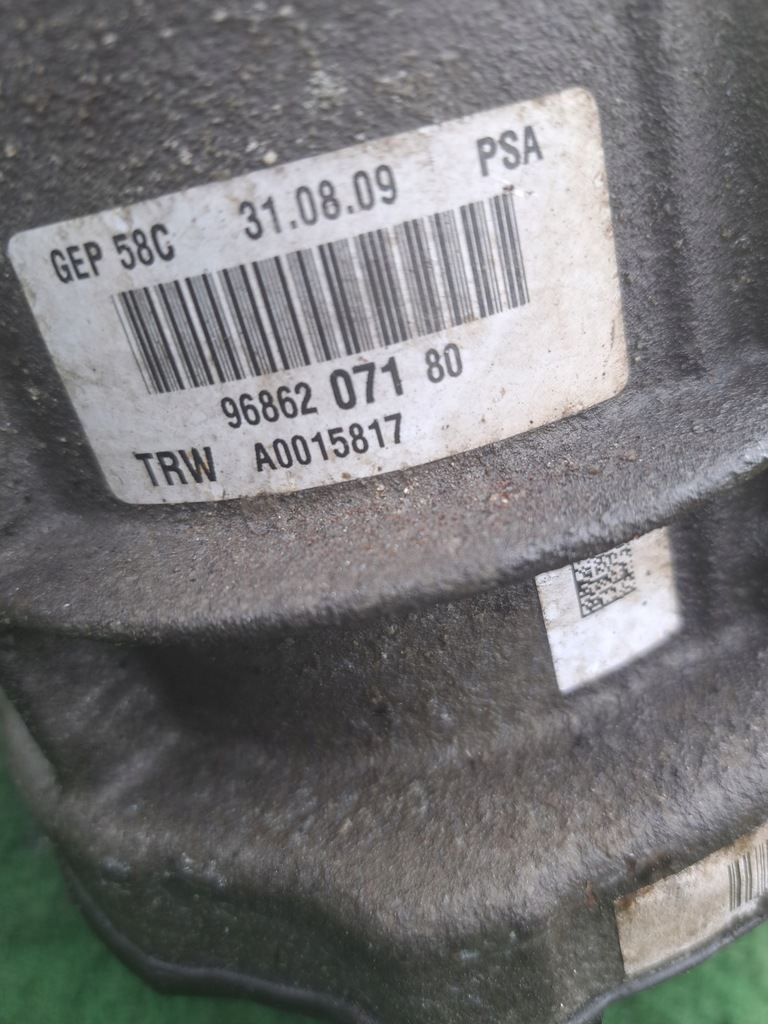 GEP 58C 31.08.09 PSA
96862 071 80
TRW A0015817